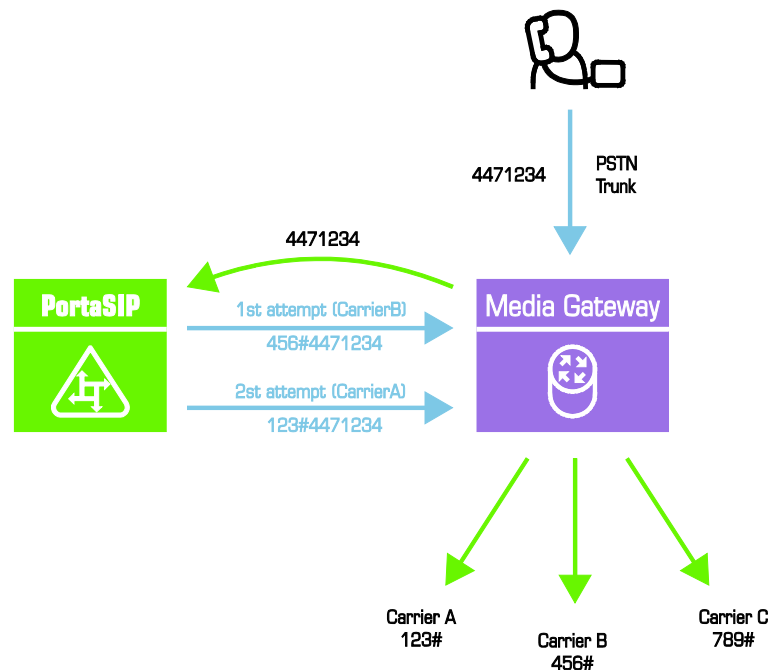 4471234
PSTN
Trunk
4471234
PortaSIP
1st attempt (CarrierB)
456#4471234
2st attempt (CarrierA)
123#4471234
Media Gateway
Carrier A
123#
Carrier B
456#
Carrier C
789#